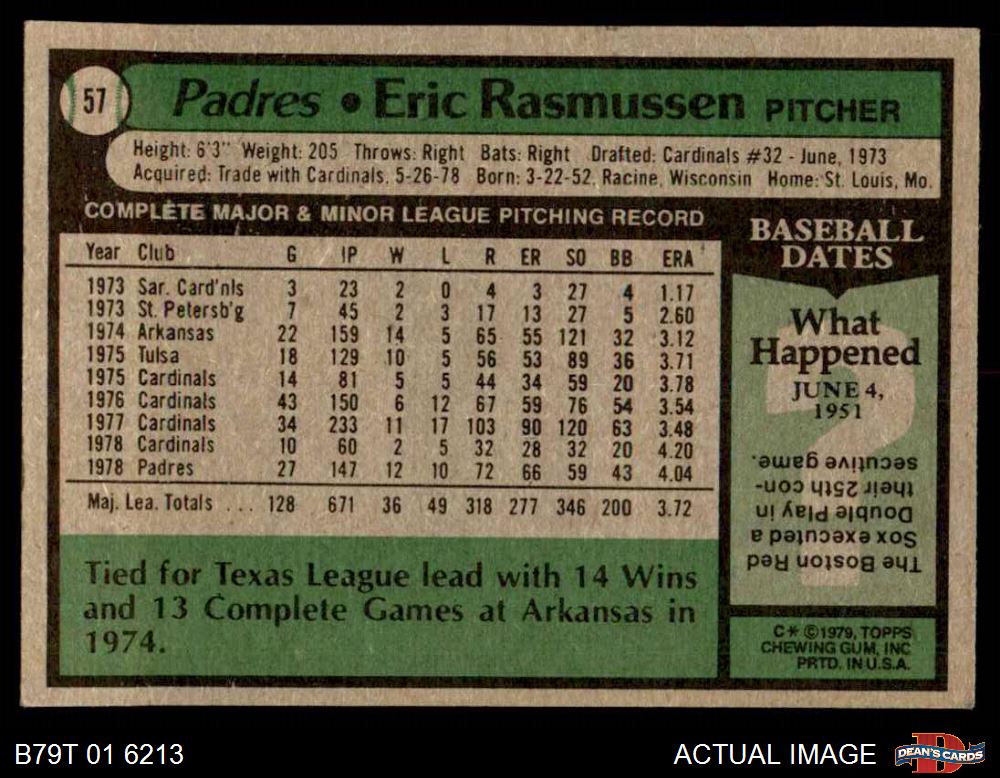 57
Padres • Eric Rasmussen PITCHER
Height: 6'3" Weight: 205 Throws: Right Bats: Right Drafted: Cardinals #32 - June, 1973
Acquired: Trade with Cardinals, 5-26-78 Born: 3-22-52, Racine, Wisconsin Home: St. Louis, Mo.
COMPLETE MAJOR & MINOR LEAGUE PITCHING RECORD
Year Club G IP W L R ER SO BB ERA
1973 Sar. Card'nls 3 23 2 0 4 3 27 4 1.17
1973 St. Petersb'g 7 45 2 3 17 13 27 5 2.60
1974 Arkansas 22 159 14 5 65 55 121 32 3.12
1975 Tulsa 18 129 10 5 56 53 89 36 3.71
1975 Cardinals 14 81 5 5 44 34 59 20 3.78
1976 Cardinals 43 150 6 12 67 59 76 54 3.54
1977 Cardinals 34 233 11 17 103 90 120 63 3.48
1978 Cardinals 10 60 2 5 32 28 32 20 4.20
1978 Padres 27 147 12 10 72 66 59 43 4.04
Maj. Lea. Totals . . . 128 671 36 49 318 277 346 200 3.72
Tied for Texas League lead with 14 Wins
and 13 Complete Games at Arkansas in
1974.
BASEBALL
DATES
What
Happened
JUNE 4,
1951
The Boston Red
Sox executed a
Double Play in
their 25th con-
secutive game.
C* ©1979, TOPPS
CHEWING GUM, INC
PRTD. IN U.S.A.
B79T 01 6213
ACTUAL IMAGE
D
DEAN'S CARDS